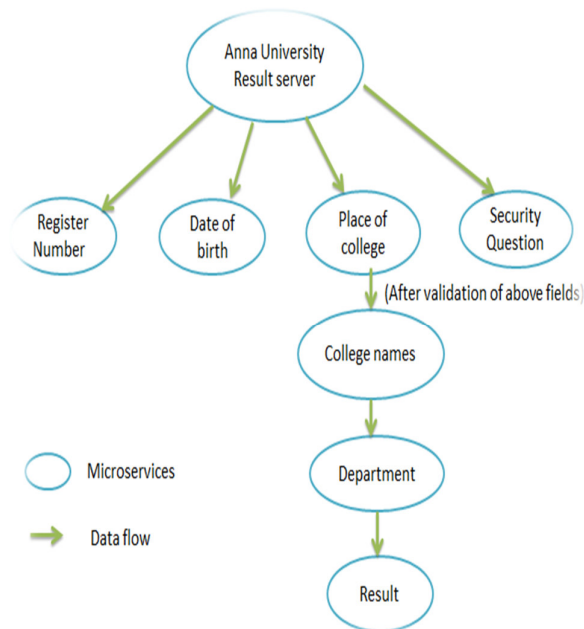 Anna University
Result server
Register
Number
Date of
birth
Place of
college
Security
Question
(After validation of above fields)
College names
Department
Result
Microservices
Data flow